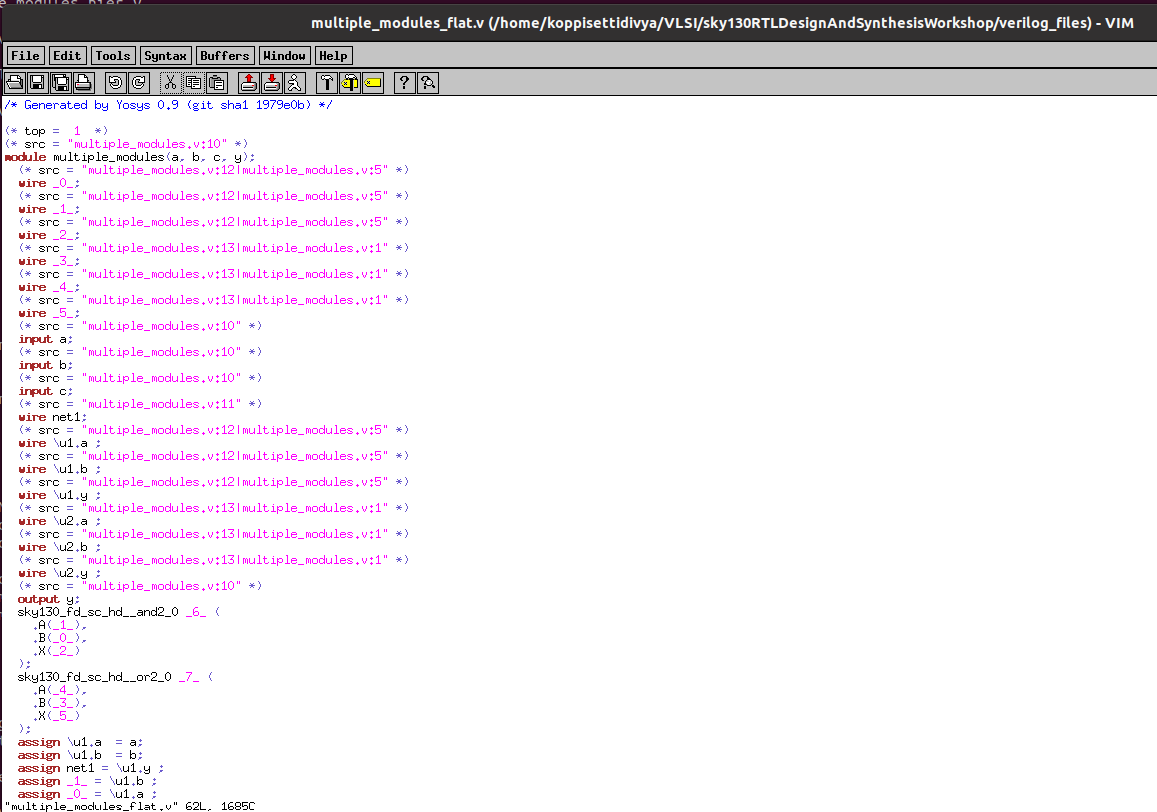 multiple_modules_flat.v (/home/koppisettidivya/VLSI/sky130RTLDesignAndSynthesisWorkshop/verilog_files) - VIM
File Edit Tools Syntax Buffers Window Help
/* Generated by Yosys 0.9 (git sha1 1979e0b) */
(* top =  1  *)
(* src = "multiple_modules.v:10" *)
module multiple_modules(a, b, c, y);
  (* src = "multiple_modules.v:12|multiple_modules.v:5" *)
  wire _0_;
  (* src = "multiple_modules.v:12|multiple_modules.v:5" *)
  wire _1_;
  (* src = "multiple_modules.v:12|multiple_modules.v:5" *)
  wire _2_;
  (* src = "multiple_modules.v:13|multiple_modules.v:1" *)
  wire _3_;
  (* src = "multiple_modules.v:13|multiple_modules.v:1" *)
  wire _4_;
  (* src = "multiple_modules.v:13|multiple_modules.v:1" *)
  wire _5_;
  (* src = "multiple_modules.v:10" *)
  input a;
  (* src = "multiple_modules.v:10" *)
  input b;
  (* src = "multiple_modules.v:10" *)
  input c;
  (* src = "multiple_modules.v:11" *)
  wire net1;
  (* src = "multiple_modules.v:12|multiple_modules.v:5" *)
  wire \u1.a ;
  (* src = "multiple_modules.v:12|multiple_modules.v:5" *)
  wire \u1.b ;
  (* src = "multiple_modules.v:12|multiple_modules.v:5" *)
  wire \u1.y ;
  (* src = "multiple_modules.v:13|multiple_modules.v:1" *)
  wire \u2.a ;
  (* src = "multiple_modules.v:13|multiple_modules.v:1" *)
  wire \u2.b ;
  (* src = "multiple_modules.v:13|multiple_modules.v:1" *)
  wire \u2.y ;
  (* src = "multiple_modules.v:10" *)
  output y;
  sky130_fd_sc_hd__and2_0 _6_ (
    .A(_1_),
    .B(_0_),
    .X(_2_)
  );
  sky130_fd_sc_hd__or2_0 _7_ (
    .A(_4_),
    .B(_3_),
    .X(_5_)
  );
  assign \u1.a  = a;
  assign \u1.b  = b;
  assign net1 = \u1.y ;
  assign _1_ = \u1.b ;
  assign _0_ = \u1.a ;
"multiple_modules_flat.v" 62L, 1685C